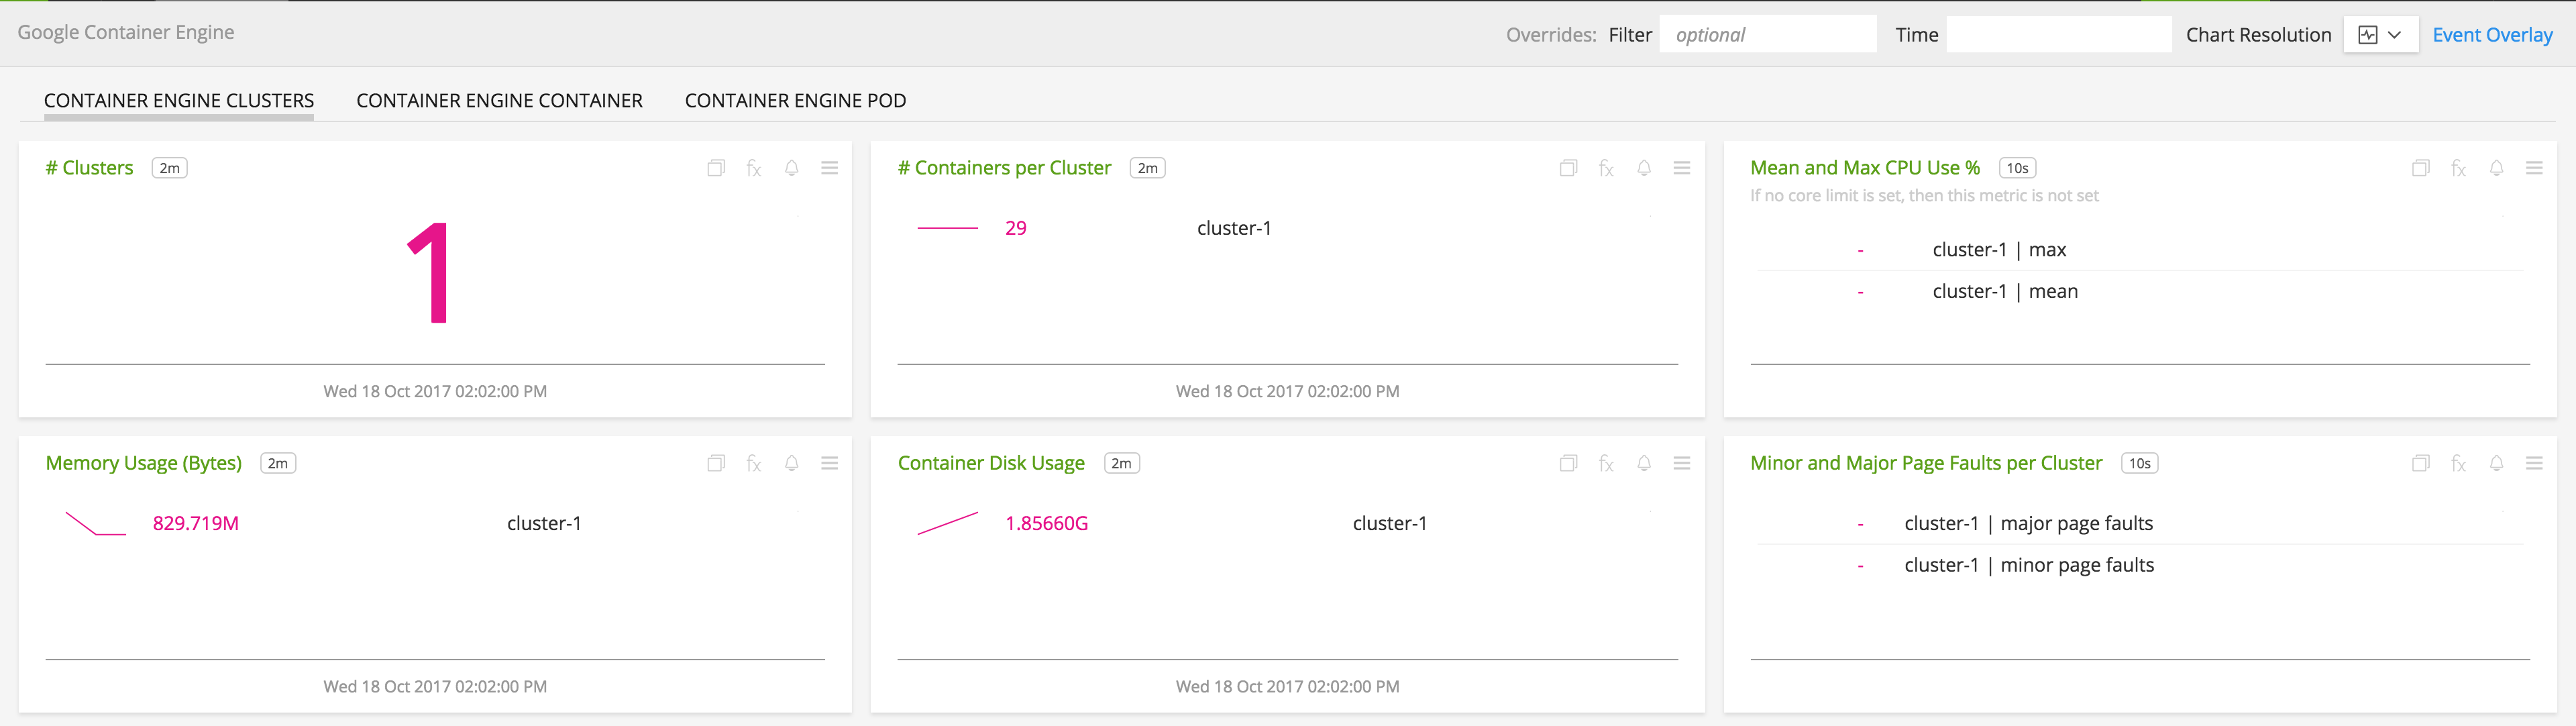 Google Container Engine
Overrides: Filter optional Time Chart Resolution Event Overlay
CONTAINER ENGINE CLUSTERS CONTAINER ENGINE CONTAINER CONTAINER ENGINE POD
# Clusters 2m fx
1
Wed 18 Oct 2017 02:02:00 PM
# Containers per Cluster 2m fx
29 cluster-1
Wed 18 Oct 2017 02:02:00 PM
Mean and Max CPU Use % 10s fx
If no core limit is set, then this metric is not set
- cluster-1 | max
- cluster-1 | mean
Memory Usage (Bytes) 2m fx
829.719M cluster-1
Wed 18 Oct 2017 02:02:00 PM
Container Disk Usage 2m fx
1.85660G cluster-1
Wed 18 Oct 2017 02:02:00 PM
Minor and Major Page Faults per Cluster 10s fx
- cluster-1 | major page faults
- cluster-1 | minor page faults